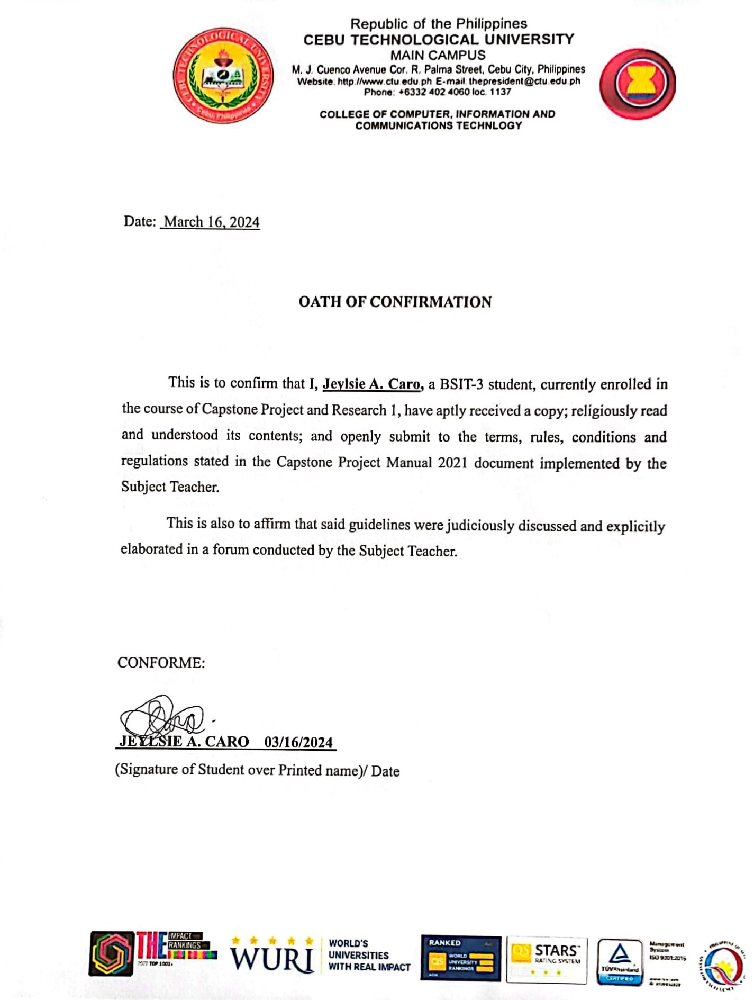 Republic of the Philippines
CEBU TECHNOLOGICAL UNIVERSITY
MAIN CAMPUS
M. J. Cuenco Avenue Cor. R. Palma Street, Cebu City, Philippines
Website: http://www.ctu.edu.ph E-mail: thepresident@ctu.edu.ph
Phone: +6332 402 4060 loc. 1137
COLLEGE OF COMPUTER, INFORMATION AND
COMMUNICATIONS TECHNLOGY
CEBU TECHNOLOGICAL UNIVERSITY
Cebu, Philippines
Date: March 16, 2024
OATH OF CONFIRMATION
This is to confirm that I, Jeylsie A. Caro, a BSIT-3 student, currently enrolled in
the course of Capstone Project and Research 1, have aptly received a copy; religiously read
and understood its contents; and openly submit to the terms, rules, conditions and
regulations stated in the Capstone Project Manual 2021 document implemented by the
Subject Teacher.
This is also to affirm that said guidelines were judiciously discussed and explicitly
elaborated in a forum conducted by the Subject Teacher.
CONFORME:
JEYLSIE A. CARO 03/16/2024
(Signature of Student over Printed name)/ Date
THE IMPACT
RANKINGS
TOP 1001+
WURI
WORLD'S
UNIVERSITIES
WITH REAL IMPACT
RANKED
QS WORLD
UNIVERSITY
RANKINGS
ASIA
QS STARS
RATING SYSTEM
TÜVRheinland
CERTIFIED
Management
System
ISO 9001:2015